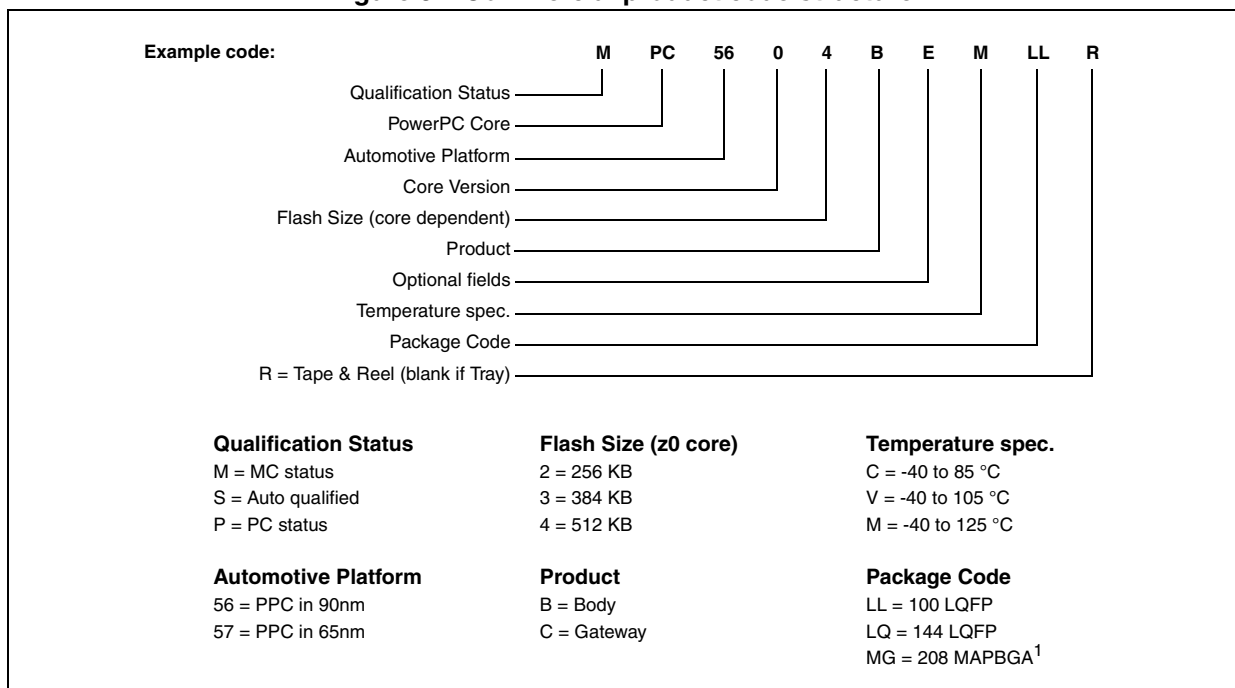 Example code: M PC 56 0 4 B E M LL R
Qualification Status
PowerPC Core
Automotive Platform
Core Version
Flash Size (core dependent)
Product
Optional fields
Temperature spec.
Package Code
R = Tape & Reel (blank if Tray)
Qualification Status
M = MC status
S = Auto qualified
P = PC status
Flash Size (z0 core)
2 = 256 KB
3 = 384 KB
4 = 512 KB
Temperature spec.
C = -40 to 85 °C
V = -40 to 105 °C
M = -40 to 125 °C
Automotive Platform
56 = PPC in 90nm
57 = PPC in 65nm
Product
B = Body
C = Gateway
Package Code
LL = 100 LQFP
LQ = 144 LQFP
MG = 208 MAPBGA1